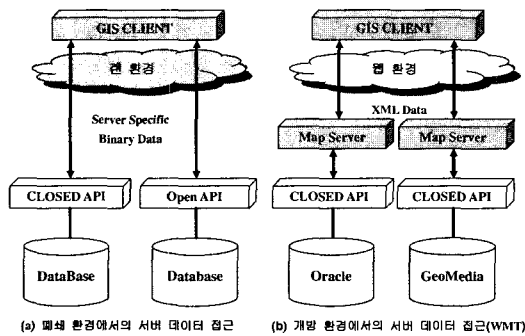 GIS CLIENT
랜 환경
Server Specific
Binary Data
CLOSED API
Open API
DataBase
Database
(a) 폐쇄 환경에서의 서버 데이터 접근
GIS CLIENT
웹 환경
XML Data
Map Server
Map Server
CLOSED API
CLOSED API
Oracle
GeoMedia
(b) 개방 환경에서의 서버 데이터 접근(WMT)